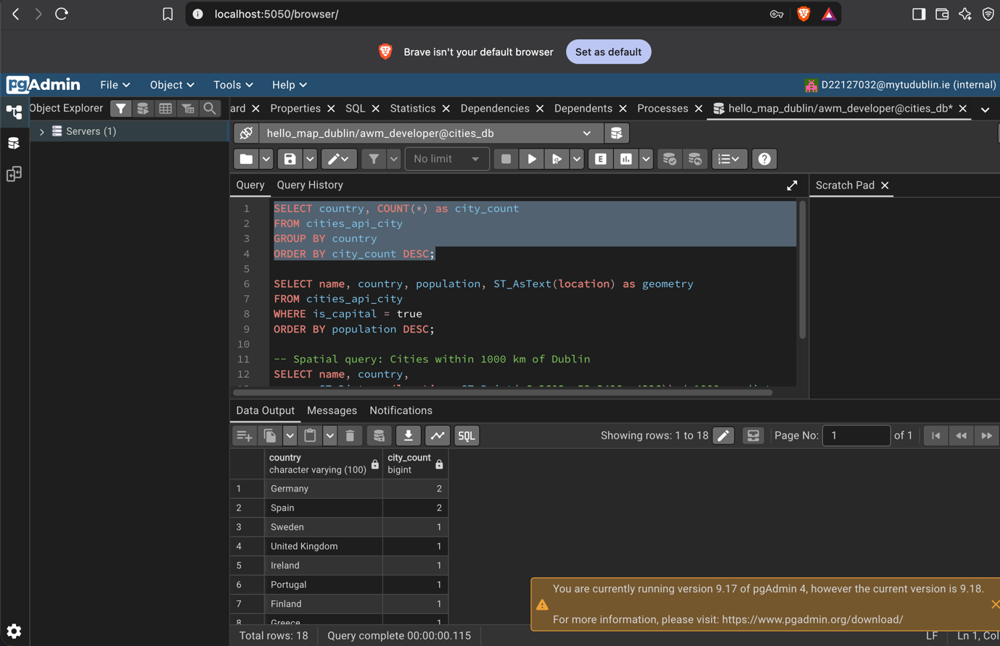 localhost:5050/browser/
Brave isn't your default browser
Set as default
pgAdmin
File
Object
Tools
Help
D22127032@mytudublin.ie (internal)
Object Explorer
ard
Properties
SQL
Statistics
Dependencies
Dependents
Processes
hello_map_dublin/awm_developer@cities_db*
Servers (1)
hello_map_dublin/awm_developer@cities_db
No limit
E
Query
Query History
Scratch Pad
1 SELECT country, COUNT(*) as city_count
2 FROM cities_api_city
3 GROUP BY country
4 ORDER BY city_count DESC;
5
6 SELECT name, country, population, ST_AsText(location) as geometry
7 FROM cities_api_city
8 WHERE is_capital = true
9 ORDER BY population DESC;
10
11 -- Spatial query: Cities within 1000 km of Dublin
12 SELECT name, country,
Data Output
Messages
Notifications
SQL
Showing rows: 1 to 18
Page No:
1
of 1
country
character varying (100)
city_count
bigint
1 Germany 2
2 Spain 2
3 Sweden 1
4 United Kingdom 1
5 Ireland 1
6 Portugal 1
7 Finland 1
8 Greece 1
You are currently running version 9.17 of pgAdmin 4, however the current version is 9.18.
For more information, please visit: https://www.pgadmin.org/download/
Total rows: 18
Query complete 00:00:00.115
LF
Ln 1, Col